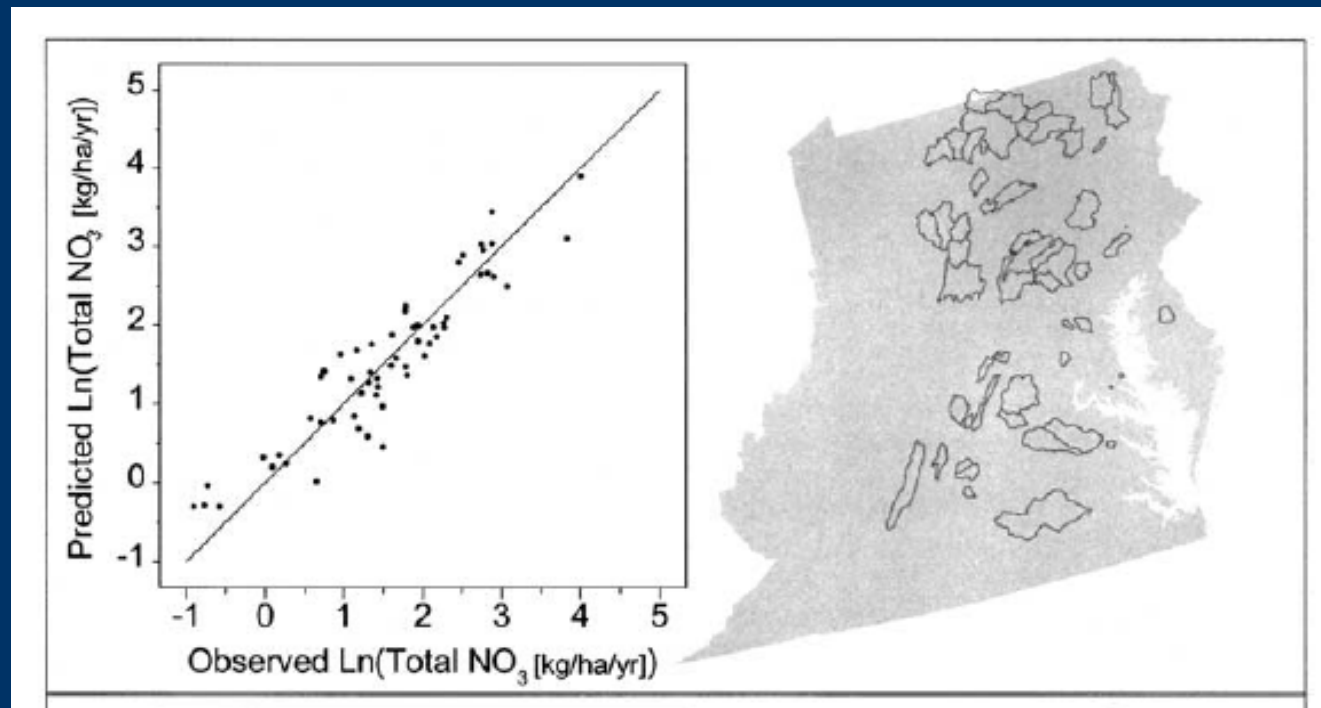 Predicted Ln(Total NO₃ [kg/ha/yr])
5
4
3
2
1
0
-1
-1 0 1 2 3 4 5
Observed Ln(Total NO₃ [kg/ha/yr])